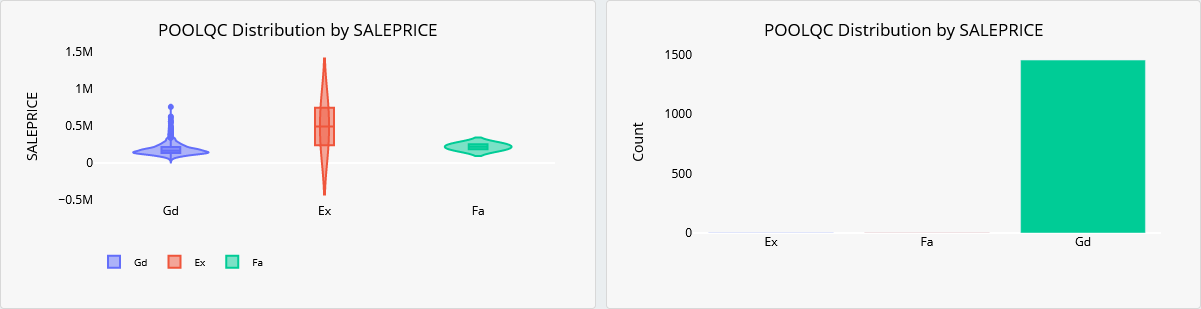 POOLQC Distribution by SALEPRICE
SALEPRICE
1.5M
1M
0.5M
0
−0.5M
Gd Ex Fa
Gd Ex Fa
POOLQC Distribution by SALEPRICE
Count
1500
1000
500
0
Ex Fa Gd